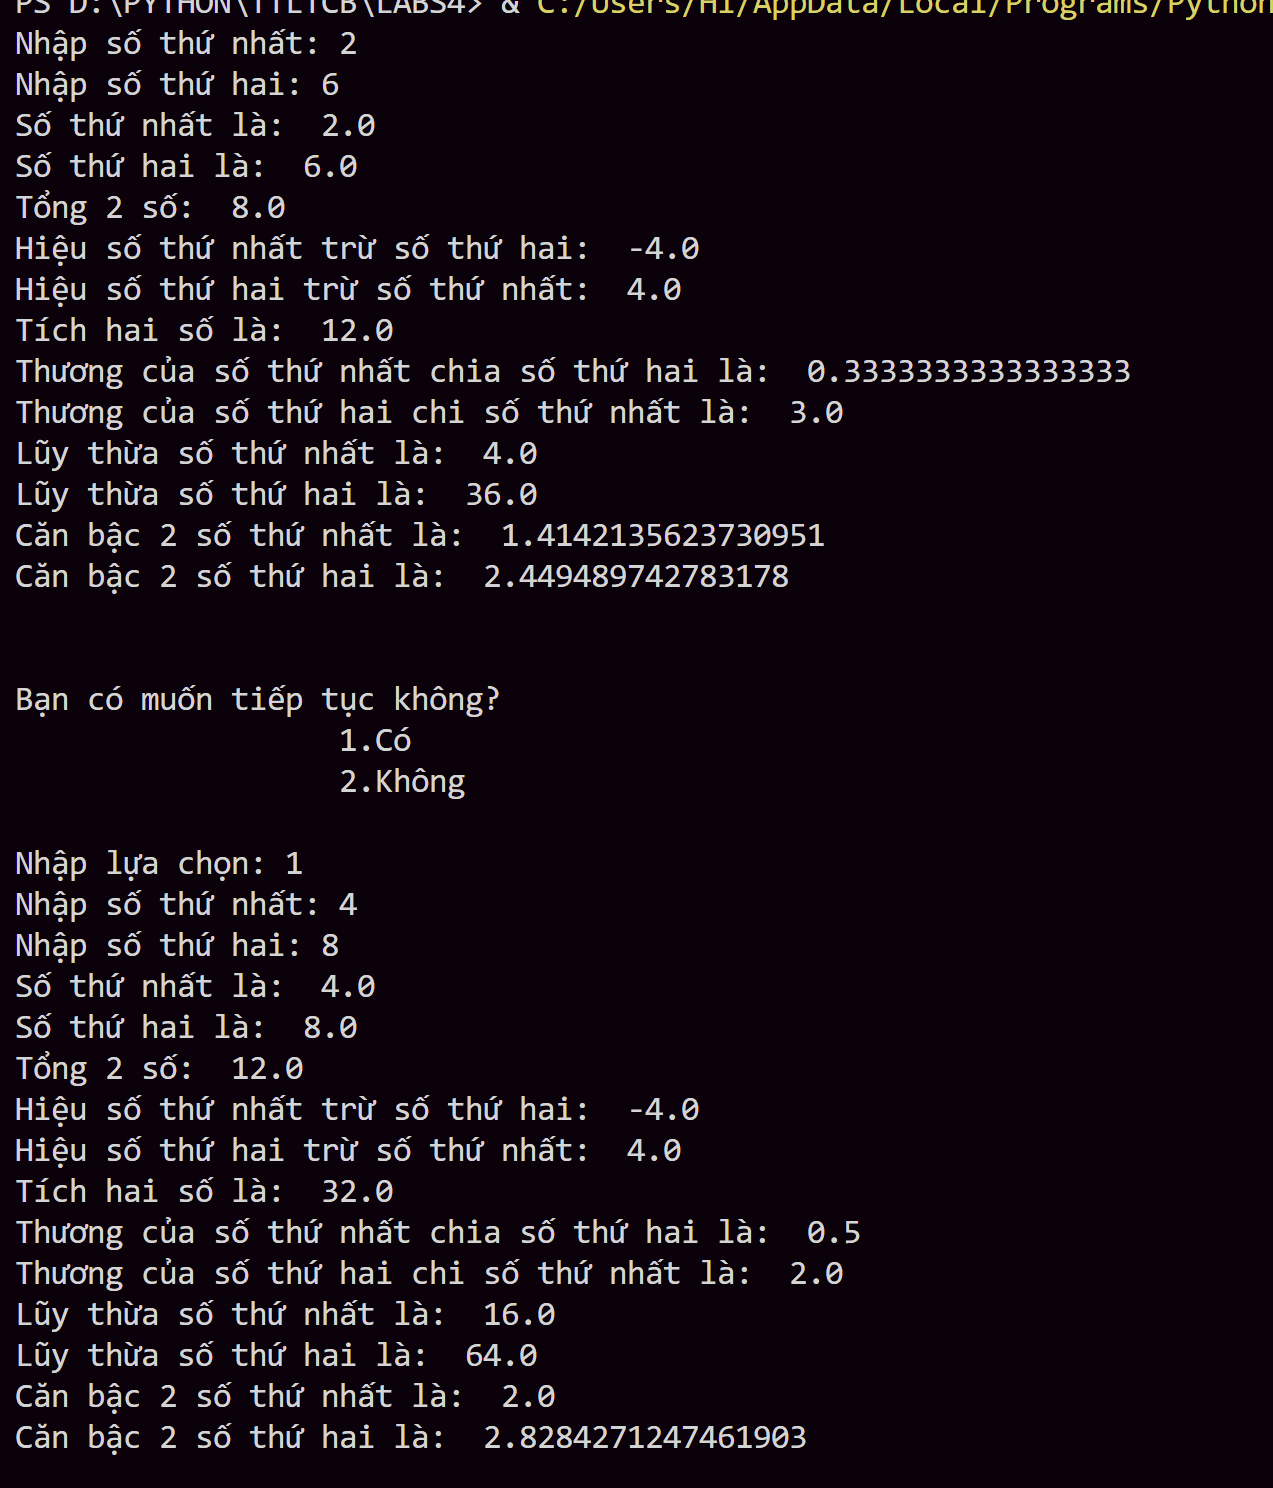 PS D:\PYTHON\TTLTCB\LABS4> & C:/Users/Hi/AppData/Local/Programs/Python
Nhập số thứ nhất: 2
Nhập số thứ hai: 6
Số thứ nhất là:  2.0
Số thứ hai là:  6.0
Tổng 2 số:  8.0
Hiệu số thứ nhất trừ số thứ hai:  -4.0
Hiệu số thứ hai trừ số thứ nhất:  4.0
Tích hai số là:  12.0
Thương của số thứ nhất chia số thứ hai là:  0.3333333333333333
Thương của số thứ hai chi số thứ nhất là:  3.0
Lũy thừa số thứ nhất là:  4.0
Lũy thừa số thứ hai là:  36.0
Căn bậc 2 số thứ nhất là:  1.4142135623730951
Căn bậc 2 số thứ hai là:  2.449489742783178
Bạn có muốn tiếp tục không?
1.Có
2.Không
Nhập lựa chọn: 1
Nhập số thứ nhất: 4
Nhập số thứ hai: 8
Số thứ nhất là:  4.0
Số thứ hai là:  8.0
Tổng 2 số:  12.0
Hiệu số thứ nhất trừ số thứ hai:  -4.0
Hiệu số thứ hai trừ số thứ nhất:  4.0
Tích hai số là:  32.0
Thương của số thứ nhất chia số thứ hai là:  0.5
Thương của số thứ hai chi số thứ nhất là:  2.0
Lũy thừa số thứ nhất là:  16.0
Lũy thừa số thứ hai là:  64.0
Căn bậc 2 số thứ nhất là:  2.0
Căn bậc 2 số thứ hai là:  2.8284271247461903